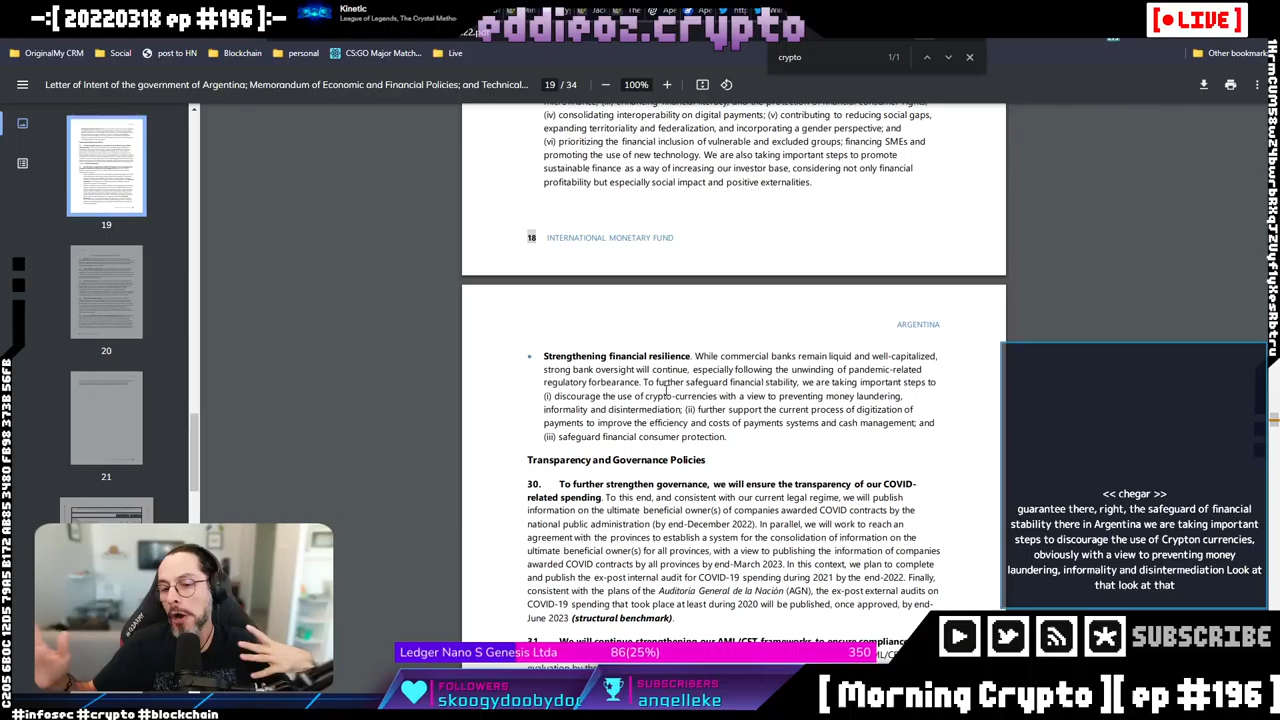 -:[20220318 ep #196]:-
Kinetic
League of Legends, The Crystal Metho
eddiepoz.crypto
[●LIVE]
OriginalMy CRM
Social
post to HN
Blockchain
personal
CS:GO Major Match...
Live
Other bookmark
crypto
1/1
Letter of Intent of the government of Argentina; Memorandum of Economic and Financial Policies; and Technical...
19 / 34
100%
(iv) consolidating interoperability on digital payments; (v) contributing to reducing social gaps,
expanding territoriality and federalization, and incorporating a gender perspective; and
(vi) prioritizing the financial inclusion of vulnerable and excluded groups; financing SMEs and
promoting the use of new technology. We are also taking important steps to promote
sustainable finance as a way of increasing our investor base, considering not only financial
profitability but especially social impact and positive externalities.
18 INTERNATIONAL MONETARY FUND
19
20
21
ARGENTINA
• Strengthening financial resilience. While commercial banks remain liquid and well-capitalized,
strong bank oversight will continue, especially following the unwinding of pandemic-related
regulatory forbearance. To further safeguard financial stability, we are taking important steps to
(i) discourage the use of crypto-currencies with a view to preventing money laundering,
informality and disintermediation; (ii) further support the current process of digitization of
payments to improve the efficiency and costs of payments systems and cash management; and
(iii) safeguard financial consumer protection.
Transparency and Governance Policies
30. To further strengthen governance, we will ensure the transparency of our COVID-
related spending. To this end, and consistent with our current legal regime, we will publish
information on the ultimate beneficial owner(s) of companies awarded COVID contracts by the
national public administration (by end-December 2022). In parallel, we will work to reach an
agreement with the provinces to establish a system for the consolidation of information on the
ultimate beneficial owner(s) for all provinces, with a view to publishing the information of companies
awarded COVID contracts by all provinces by end-March 2023. In this context, we plan to complete
and publish the ex-post internal audit for COVID-19 spending during 2021 by the end-2022. Finally,
consistent with the plans of the Auditoria General de la Nación (AGN), the ex-post external audits on
COVID-19 spending that took place at least during 2020 will be published, once approved, by end-
June 2023 (structural benchmark).
31. We will continue strengthening our AML/CFT frameworks to ensure compliance
<< chegar >>
guarantee there, right, the safeguard of financial
stability there in Argentina we are taking important
steps to discourage the use of Crypton currencies,
obviously with a view to preventing money
laundering, informality and disintermediation Look at
that look at that
Ledger Nano S Genesis Ltda
86(25%)
350
FOLLOWERS
skoogydoobydoo
SUBSCRIBERS
angelleke
SUBSCRIBE
[Morning Crypto][ep #196]
#crypto #blockchain